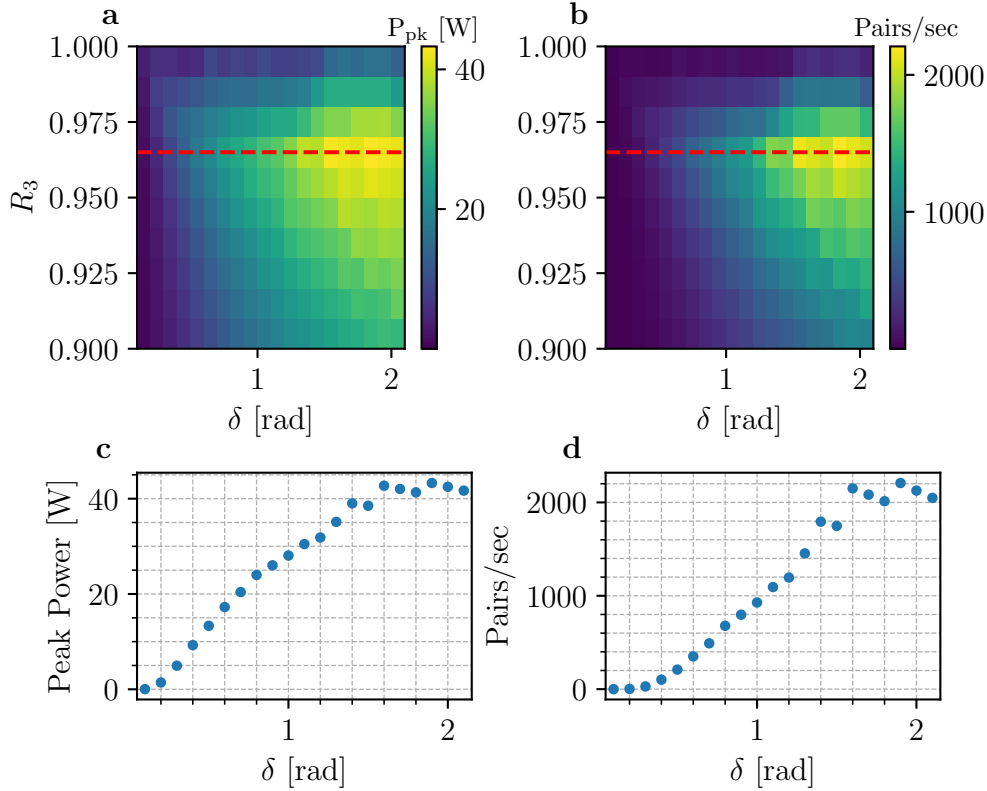 a
P_pk [W]
1.000
0.975
0.950
0.925
0.900
R_3
1
2
δ [rad]
40
20
b
Pairs/sec
1.000
0.975
0.950
0.925
0.900
1
2
δ [rad]
2000
1000
c
Peak Power [W]
40
20
0
1
2
δ [rad]
d
Pairs/sec
2000
1000
0
1
2
δ [rad]